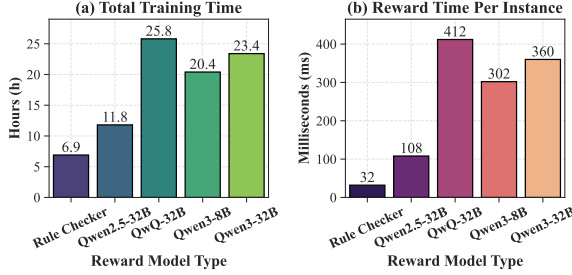 (a) Total Training Time
Hours (h)
25
20
15
10
5
0
6.9
11.8
25.8
20.4
23.4
Rule Checker
Qwen2.5-32B
QwQ-32B
Qwen3-8B
Qwen3-32B
Reward Model Type
(b) Reward Time Per Instance
Milliseconds (ms)
400
300
200
100
0
32
108
412
302
360
Rule Checker
Qwen2.5-32B
QwQ-32B
Qwen3-8B
Qwen3-32B
Reward Model Type